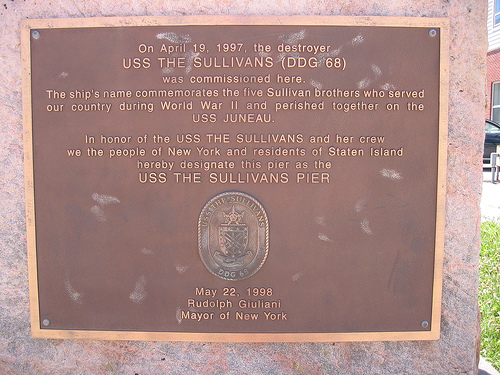 On April 19, 1997, the destroyer
USS THE SULLIVANS (DDG 68)
was commissioned here.
The ship's name commemorates the five Sullivan brothers who served
our country during World War II and perished together on the
USS JUNEAU.
In honor of the USS THE SULLIVANS and her crew
we the people of New York and residents of Staten Island
hereby designate this pier as the
USS THE SULLIVANS PIER
USS THE SULLIVANS
DDG 68
May 22, 1998
Rudolph Giuliani
Mayor of New York